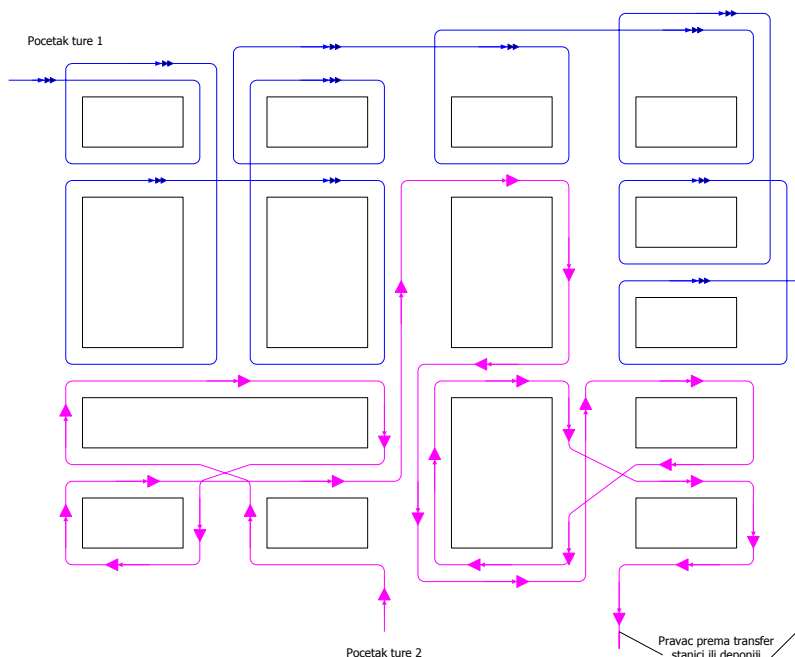 Pocetak ture 1
Pocetak ture 2
Pravac prema transfer
stanici ili deponiji